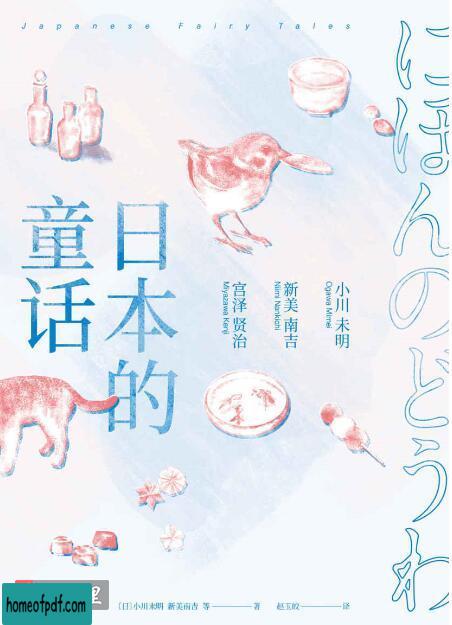 Japanese Fairy Tales
にほんのどうわ
日本的
童话
小川 未明
Ogawa Mimei
新美 南吉
Niimi Nankichi
宫泽 贤治
Miyazawa Kenji
［日］小川未明 新美南吉 等————著 赵玉皎————译
homeofpdf.com